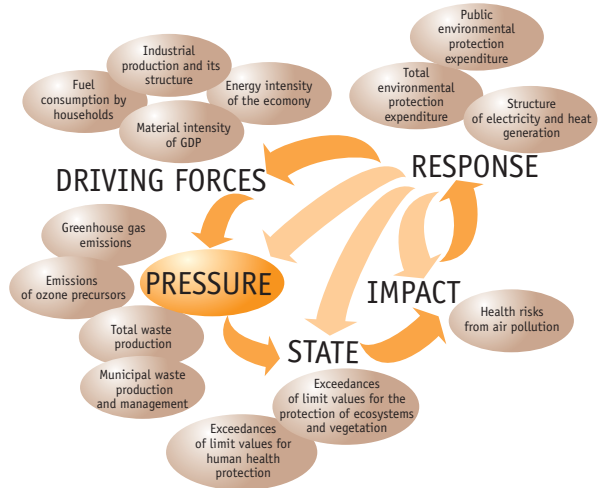 Public
environmental
protection
expenditure
Industrial
production and its
structure
Fuel
consumption by
households
Energy intensity
of the ecomony
Total
environmental
protection
expenditure
Structure
of electricity and heat
generation
Material intensity
of GDP
DRIVING FORCES
RESPONSE
Greenhouse gas
emissions
Emissions
of ozone precursors
PRESSURE
IMPACT
Total waste
production
Health risks
from air pollution
STATE
Municipal waste
production
and management
Exceedances
of limit values for the
protection of ecosystems
and vegetation
Exceedances
of limit values for
human health
protection